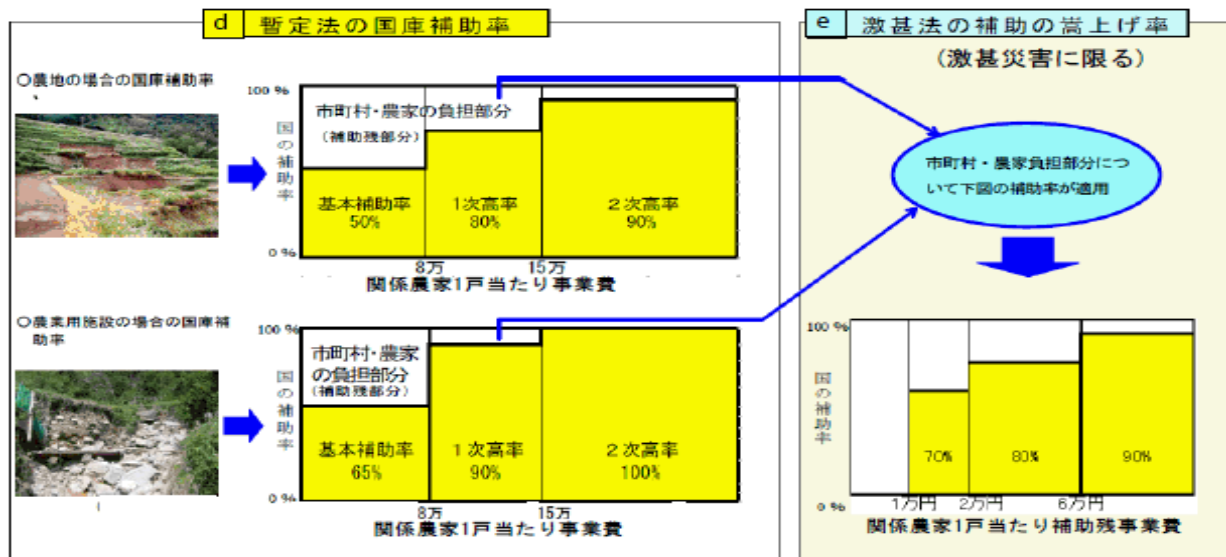 d 暫定法の国庫補助率
e 激甚法の補助の嵩上げ率
(激甚災害に限る)
○農地の場合の国庫補助率
、
100 %
市町村・農家の負担部分
(補助残部分)
国の補助率
基本補助率
50%
1次高率
80%
2次高率
90%
0 %
8万
15万
関係農家1戸当たり事業費
市町村・農家負担部分につ
いて下図の補助率が適用
○農業用施設の場合の国庫補
助率
100 %
市町村・農家
の負担部分
(補助残部分)
国の補助率
基本補助率
65%
1次高率
90%
2次高率
100%
0 %
8万
15万
関係農家1戸当たり事業費
100 %
国の補助率
70%
80%
90%
0 %
1万円
2万円
6万円
関係農家1戸当たり補助残事業費